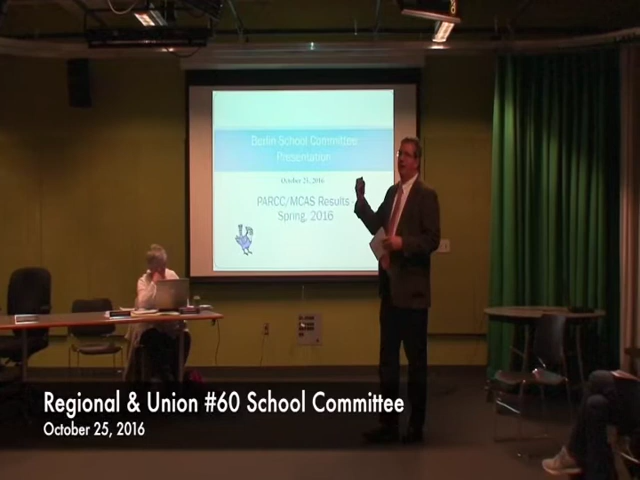 Berlin School Committee
Presentation
October 25, 2016
PARCC/MCAS Results -
Spring, 2016
Regional & Union #60 School Committee
October 25, 2016